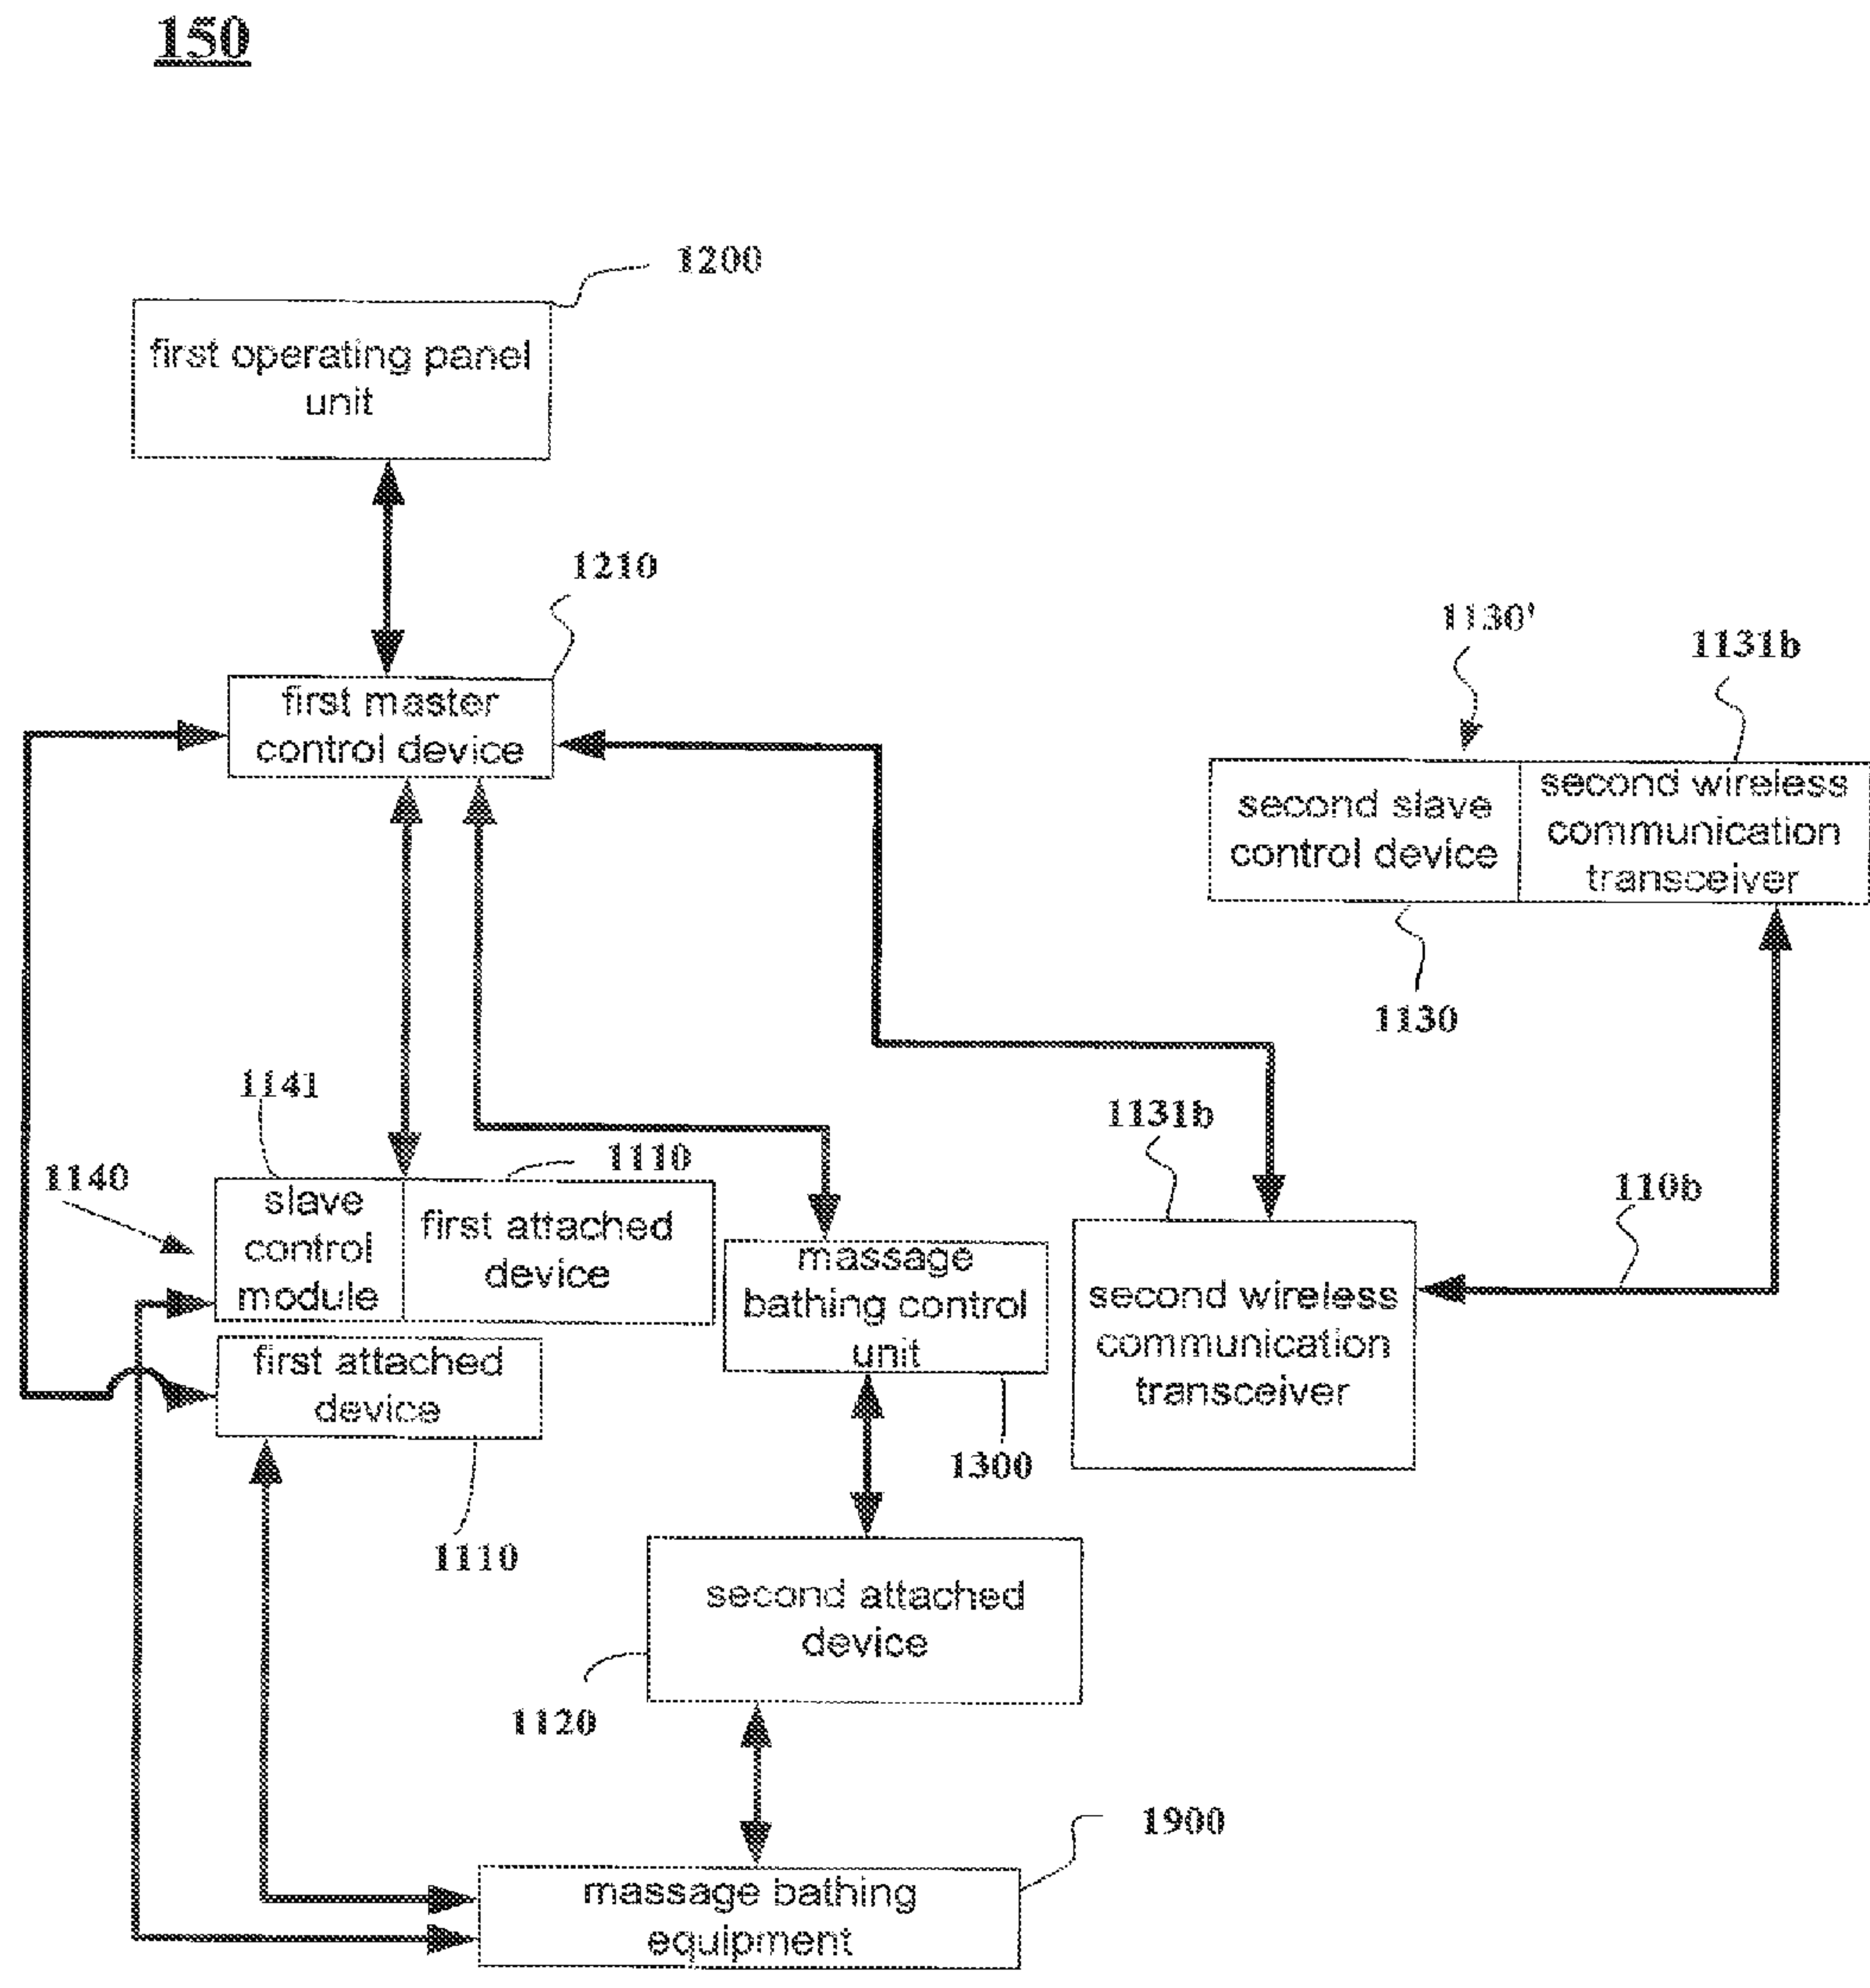 150
1200
first operating panel
unit
1210
first master
control device
1130'
1131b
second slave
control device
second wireless
communication
transceiver
1130
1141
1140
slave
control
module
1110
first attached
device
first attached
device
1110
massage
bathing control
unit
1300
1131b
second wireless
communication
transceiver
110b
second attached
device
1120
1900
massage bathing
equipment